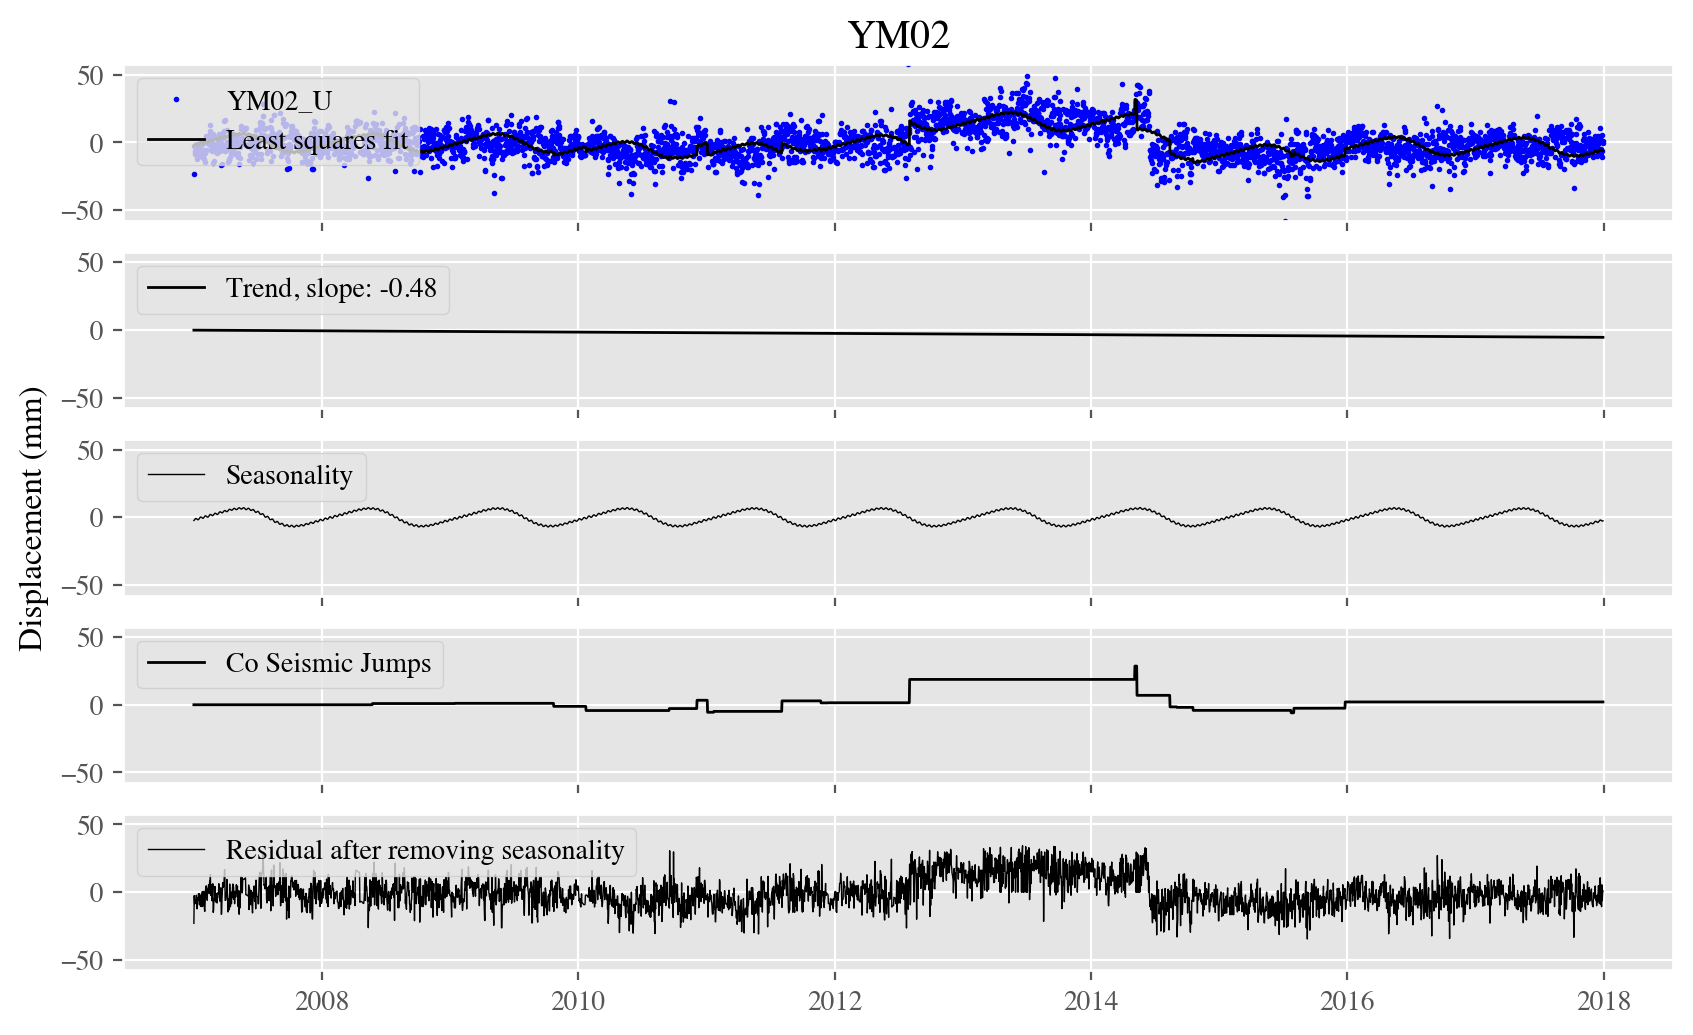 YM02
50
0
−50
YM02_U
Least squares fit
50
0
−50
Trend, slope: -0.48
50
0
−50
Seasonality
50
0
−50
Co Seismic Jumps
50
0
−50
Residual after removing seasonality
Displacement (mm)
2008 2010 2012 2014 2016 2018